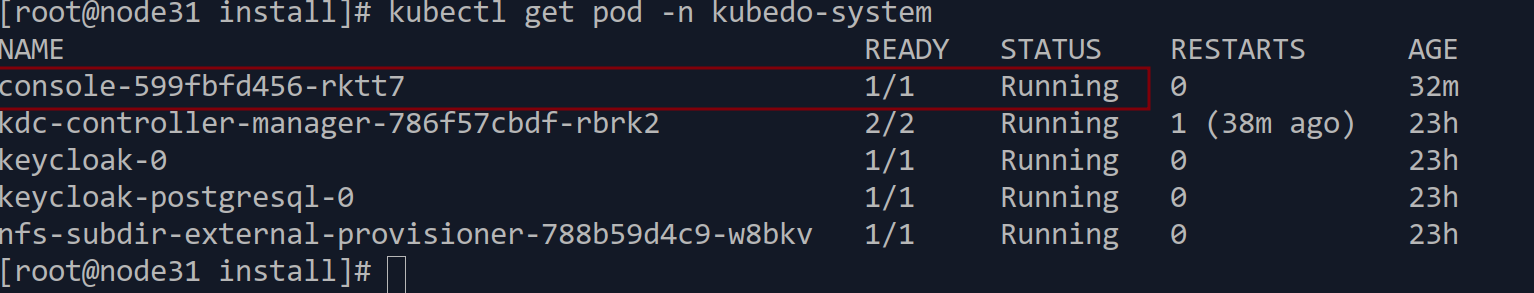 [root@node31 install]# kubectl get pod -n kubedo-system
NAME READY STATUS RESTARTS AGE
console-599fbfd456-rktt7 1/1 Running 0 32m
kdc-controller-manager-786f57cbdf-rbrk2 2/2 Running 1 (38m ago) 23h
keycloak-0 1/1 Running 0 23h
keycloak-postgresql-0 1/1 Running 0 23h
nfs-subdir-external-provisioner-788b59d4c9-w8bkv 1/1 Running 0 23h
[root@node31 install]#